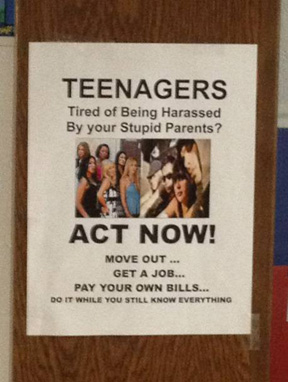 TEENAGERS
Tired of Being Harassed
By your Stupid Parents?
ACT NOW!
MOVE OUT ...
GET A JOB...
PAY YOUR OWN BILLS...
DO IT WHILE YOU STILL KNOW EVERYTHING